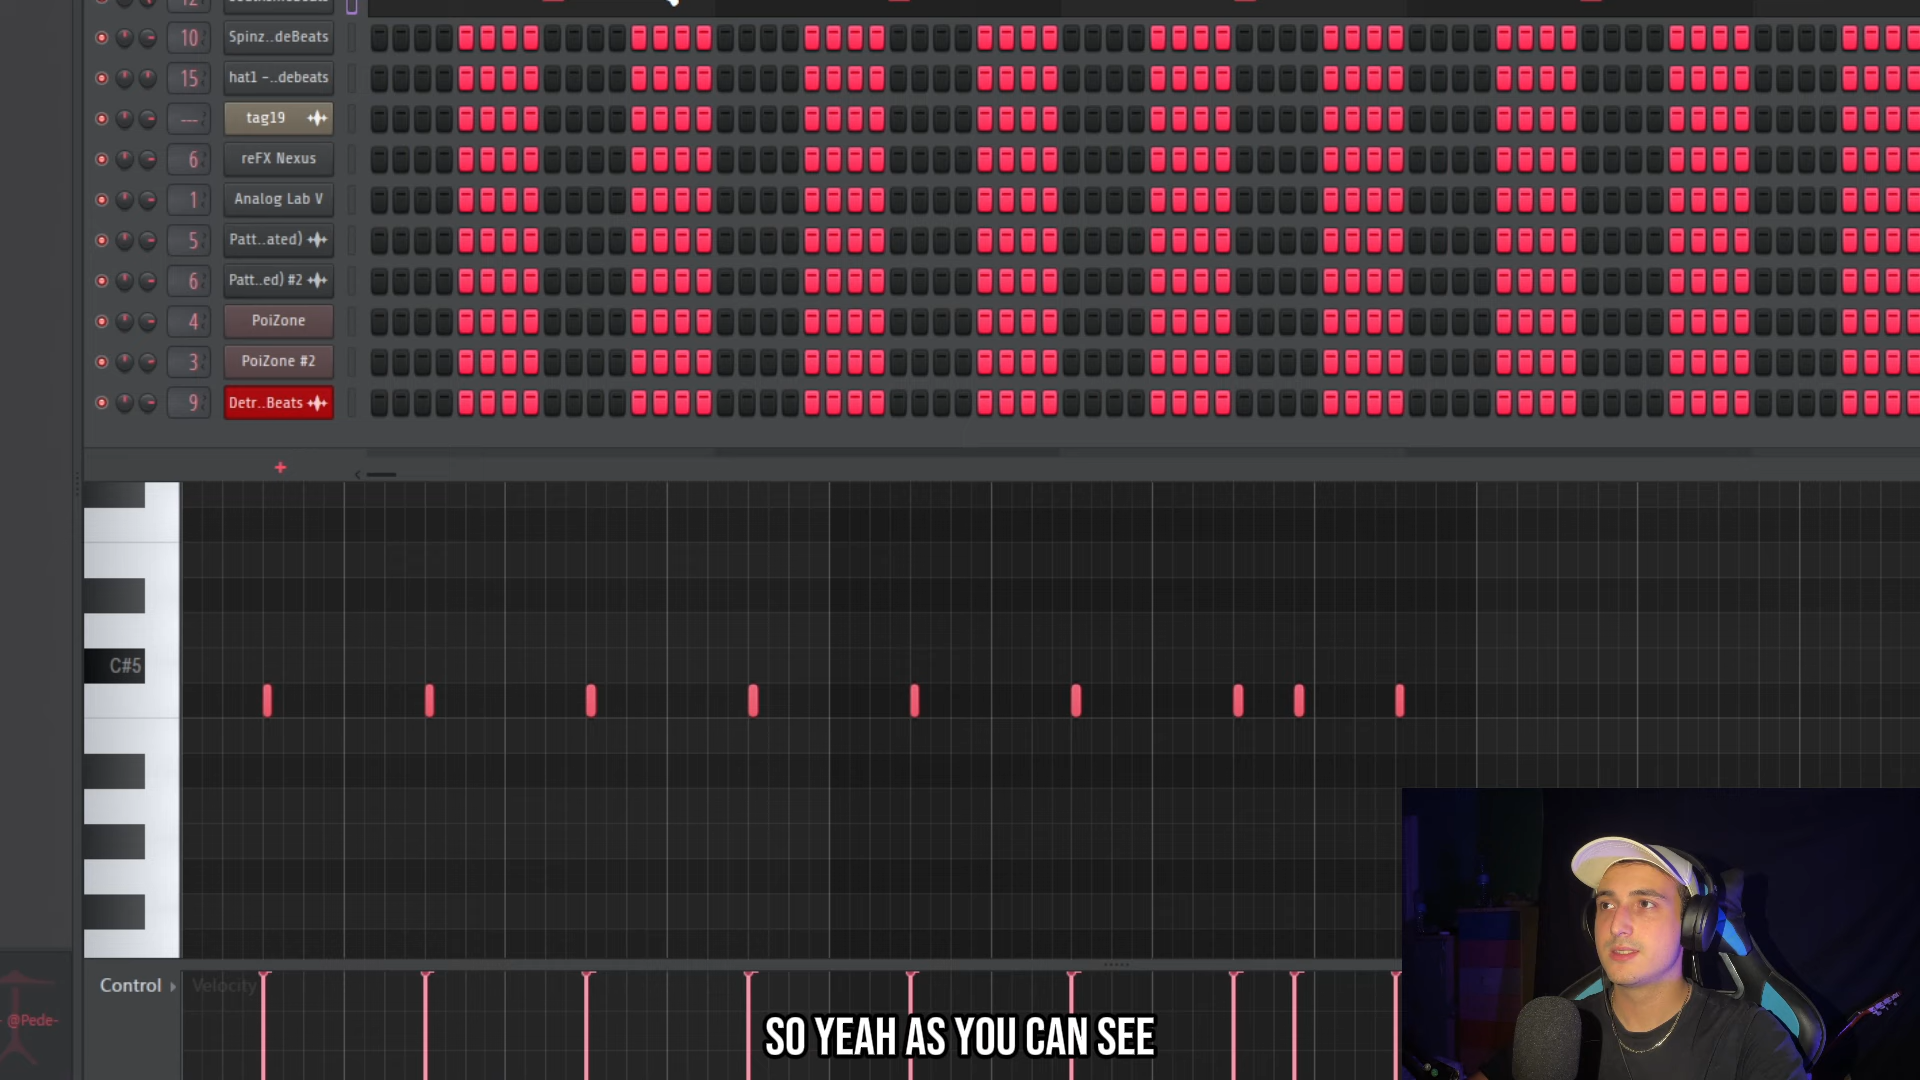 12
10 Spinz..deBeats
15 hat1 -..debeats
--- tag19
6 reFX Nexus
1 Analog Lab V
5 Patt..ated)
6 Patt..ed) #2
4 PoiZone
3 PoiZone #2
9 Detr..Beats
+
C#5
Control Velocity
@Pede-
SO YEAH AS YOU CAN SEE